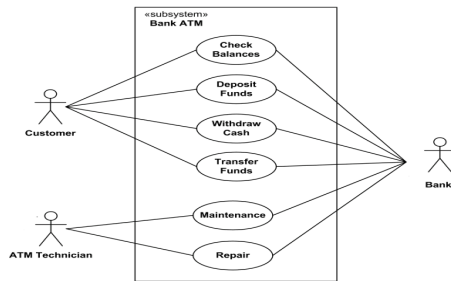 «subsystem»
Bank ATM
Check
Balances
Deposit
Funds
Customer
Withdraw
Cash
Transfer
Funds
Bank
ATM Technician
Maintenance
Repair